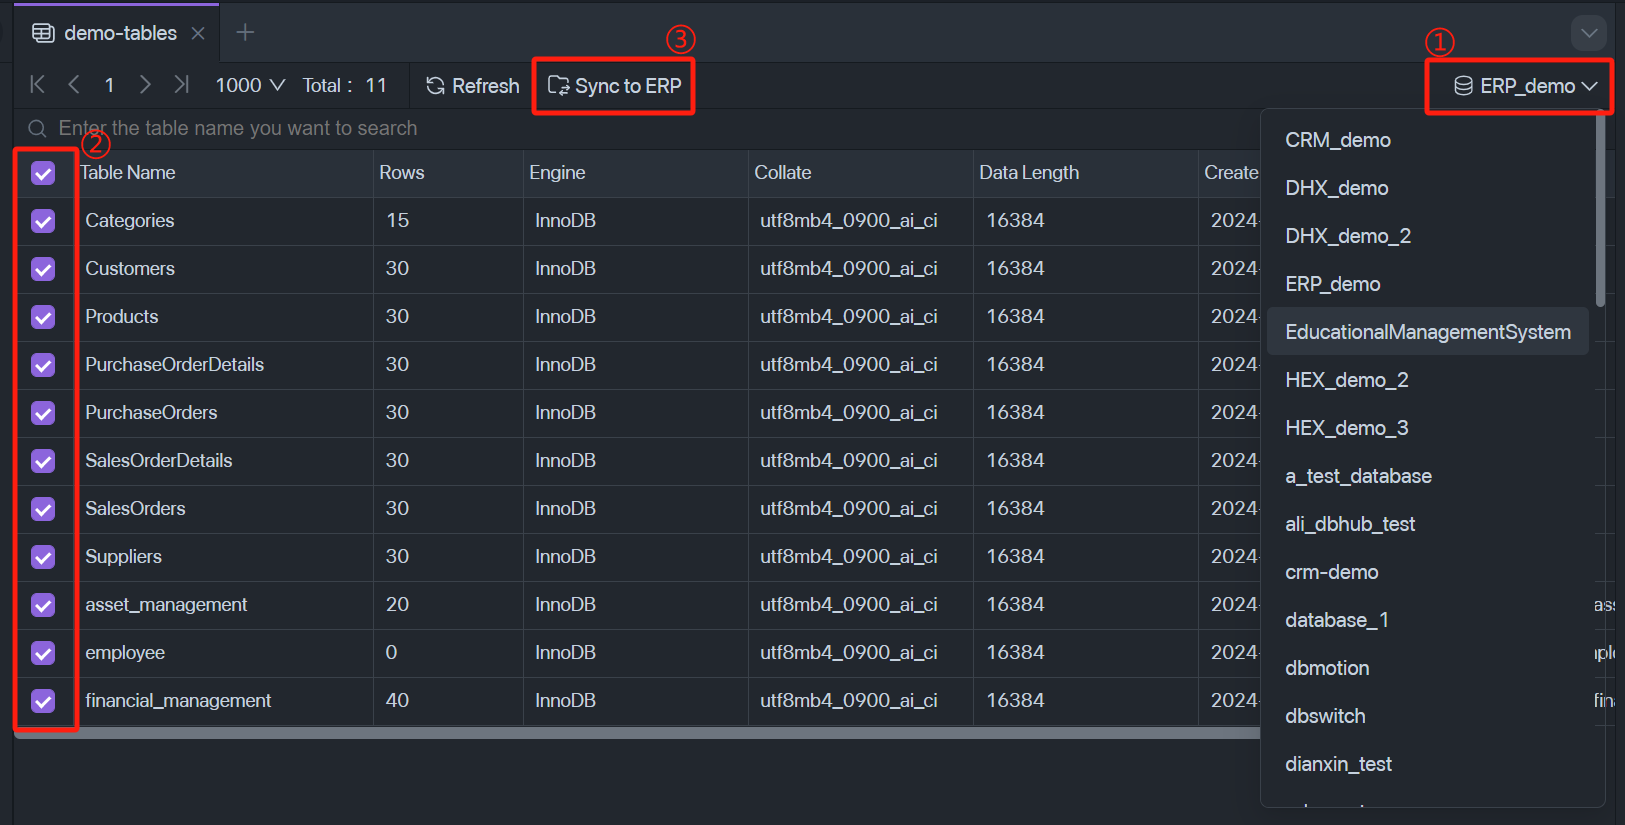 demo-tables
③
①
1 1000 Total : 11 Refresh Sync to ERP ERP_demo
Enter the table name you want to search
②
Table Name Rows Engine Collate Data Length Create
Categories 15 InnoDB utf8mb4_0900_ai_ci 16384 2024-
Customers 30 InnoDB utf8mb4_0900_ai_ci 16384 2024-
Products 30 InnoDB utf8mb4_0900_ai_ci 16384 2024-
PurchaseOrderDetails 30 InnoDB utf8mb4_0900_ai_ci 16384 2024-
PurchaseOrders 30 InnoDB utf8mb4_0900_ai_ci 16384 2024-
SalesOrderDetails 30 InnoDB utf8mb4_0900_ai_ci 16384 2024-
SalesOrders 30 InnoDB utf8mb4_0900_ai_ci 16384 2024-
Suppliers 30 InnoDB utf8mb4_0900_ai_ci 16384 2024-
asset_management 20 InnoDB utf8mb4_0900_ai_ci 16384 2024-
employee 0 InnoDB utf8mb4_0900_ai_ci 16384 2024-
financial_management 40 InnoDB utf8mb4_0900_ai_ci 16384 2024-
CRM_demo
DHX_demo
DHX_demo_2
ERP_demo
EducationalManagementSystem
HEX_demo_2
HEX_demo_3
a_test_database
ali_dbhub_test
crm-demo
database_1
dbmotion
dbswitch
dianxin_test